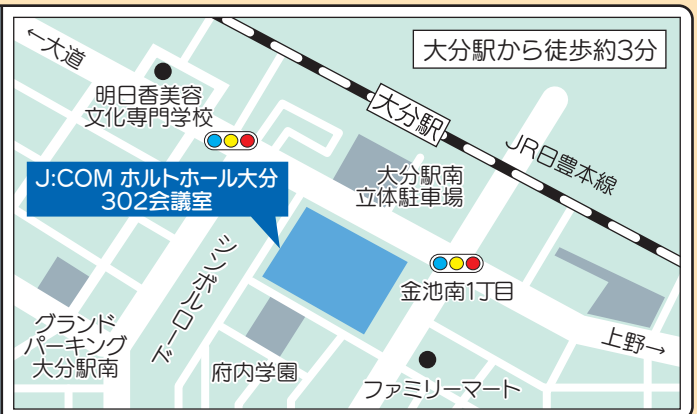 大分駅から徒歩約3分
←大道
明日香美容
文化専門学校
大分駅
JR日豊本線
J:COM ホルトホール大分
302会議室
大分駅南
立体駐車場
シンボルロード
金池南1丁目
グランド
パーキング
大分駅南
府内学園
上野→
ファミリーマート